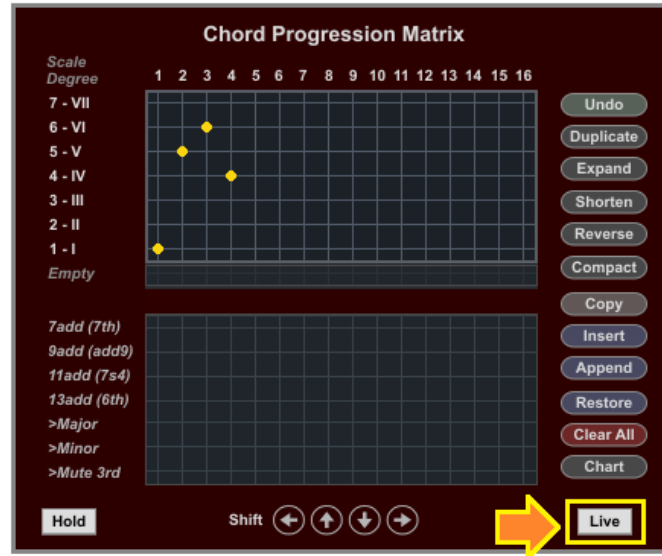 Chord Progression Matrix
Scale
Degree
1 2 3 4 5 6 7 8 9 10 11 12 13 14 15 16
7 - VII
6 - VI
5 - V
4 - IV
3 - III
2 - II
1 - I
Empty
7add (7th)
9add (add9)
11add (7s4)
13add (6th)
>Major
>Minor
>Mute 3rd
Undo
Duplicate
Expand
Shorten
Reverse
Compact
Copy
Insert
Append
Restore
Clear All
Chart
Hold
Shift
Live